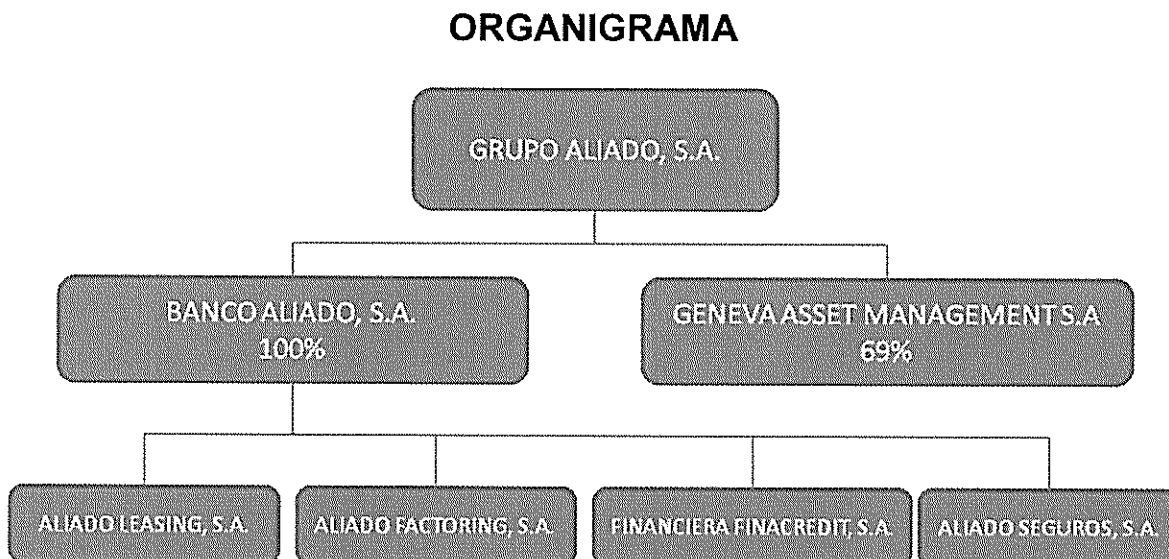 ORGANIGRAMA
GRUPO ALIADO, S.A.
BANCO ALIADO, S.A.
100%
GENEVA ASSET MANAGEMENT S.A
69%
ALIADO LEASING, S.A.
ALIADO FACTORING, S.A.
FINANCIERA FINACREDIT, S.A.
ALIADO SEGUROS, S.A.